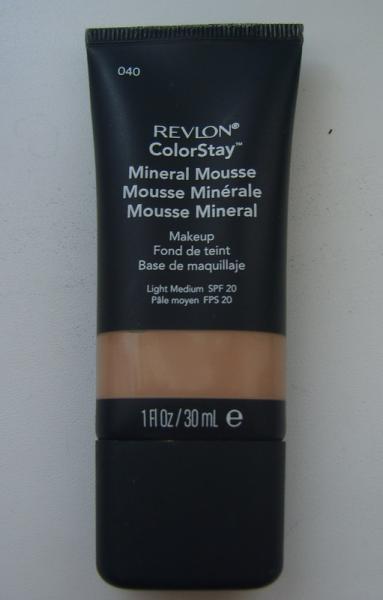 040
REVLON®
ColorStay™
Mineral Mousse
Mousse Minérale
Mousse Mineral
Makeup
Fond de teint
Base de maquillaje
Light Medium SPF 20
Pâle moyen FPS 20
1 Fl Oz / 30 mL ℮